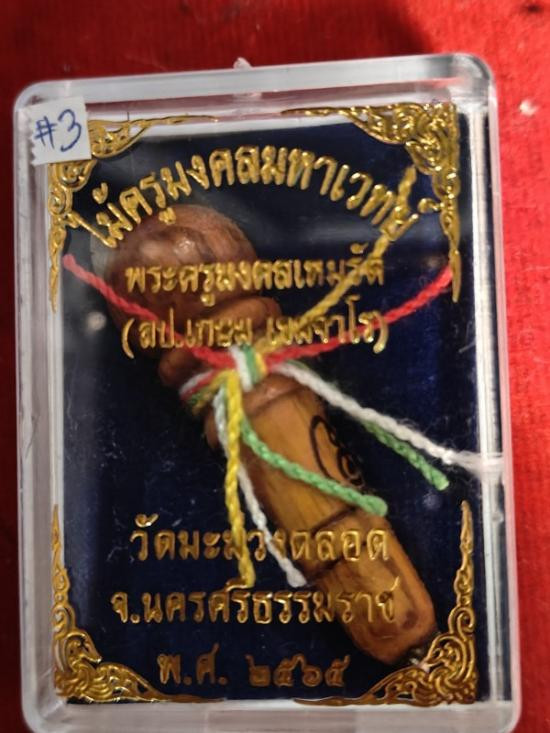 #3
ไม้ครูมงคลมหาเวทย์
พระครูมงคลเหมรัต
(ลป.เกษม เขมจาโร)
วัดมะม่วงตลอด
จ.นครศรีธรรมราช
พ.ศ. ๒๕๖๕